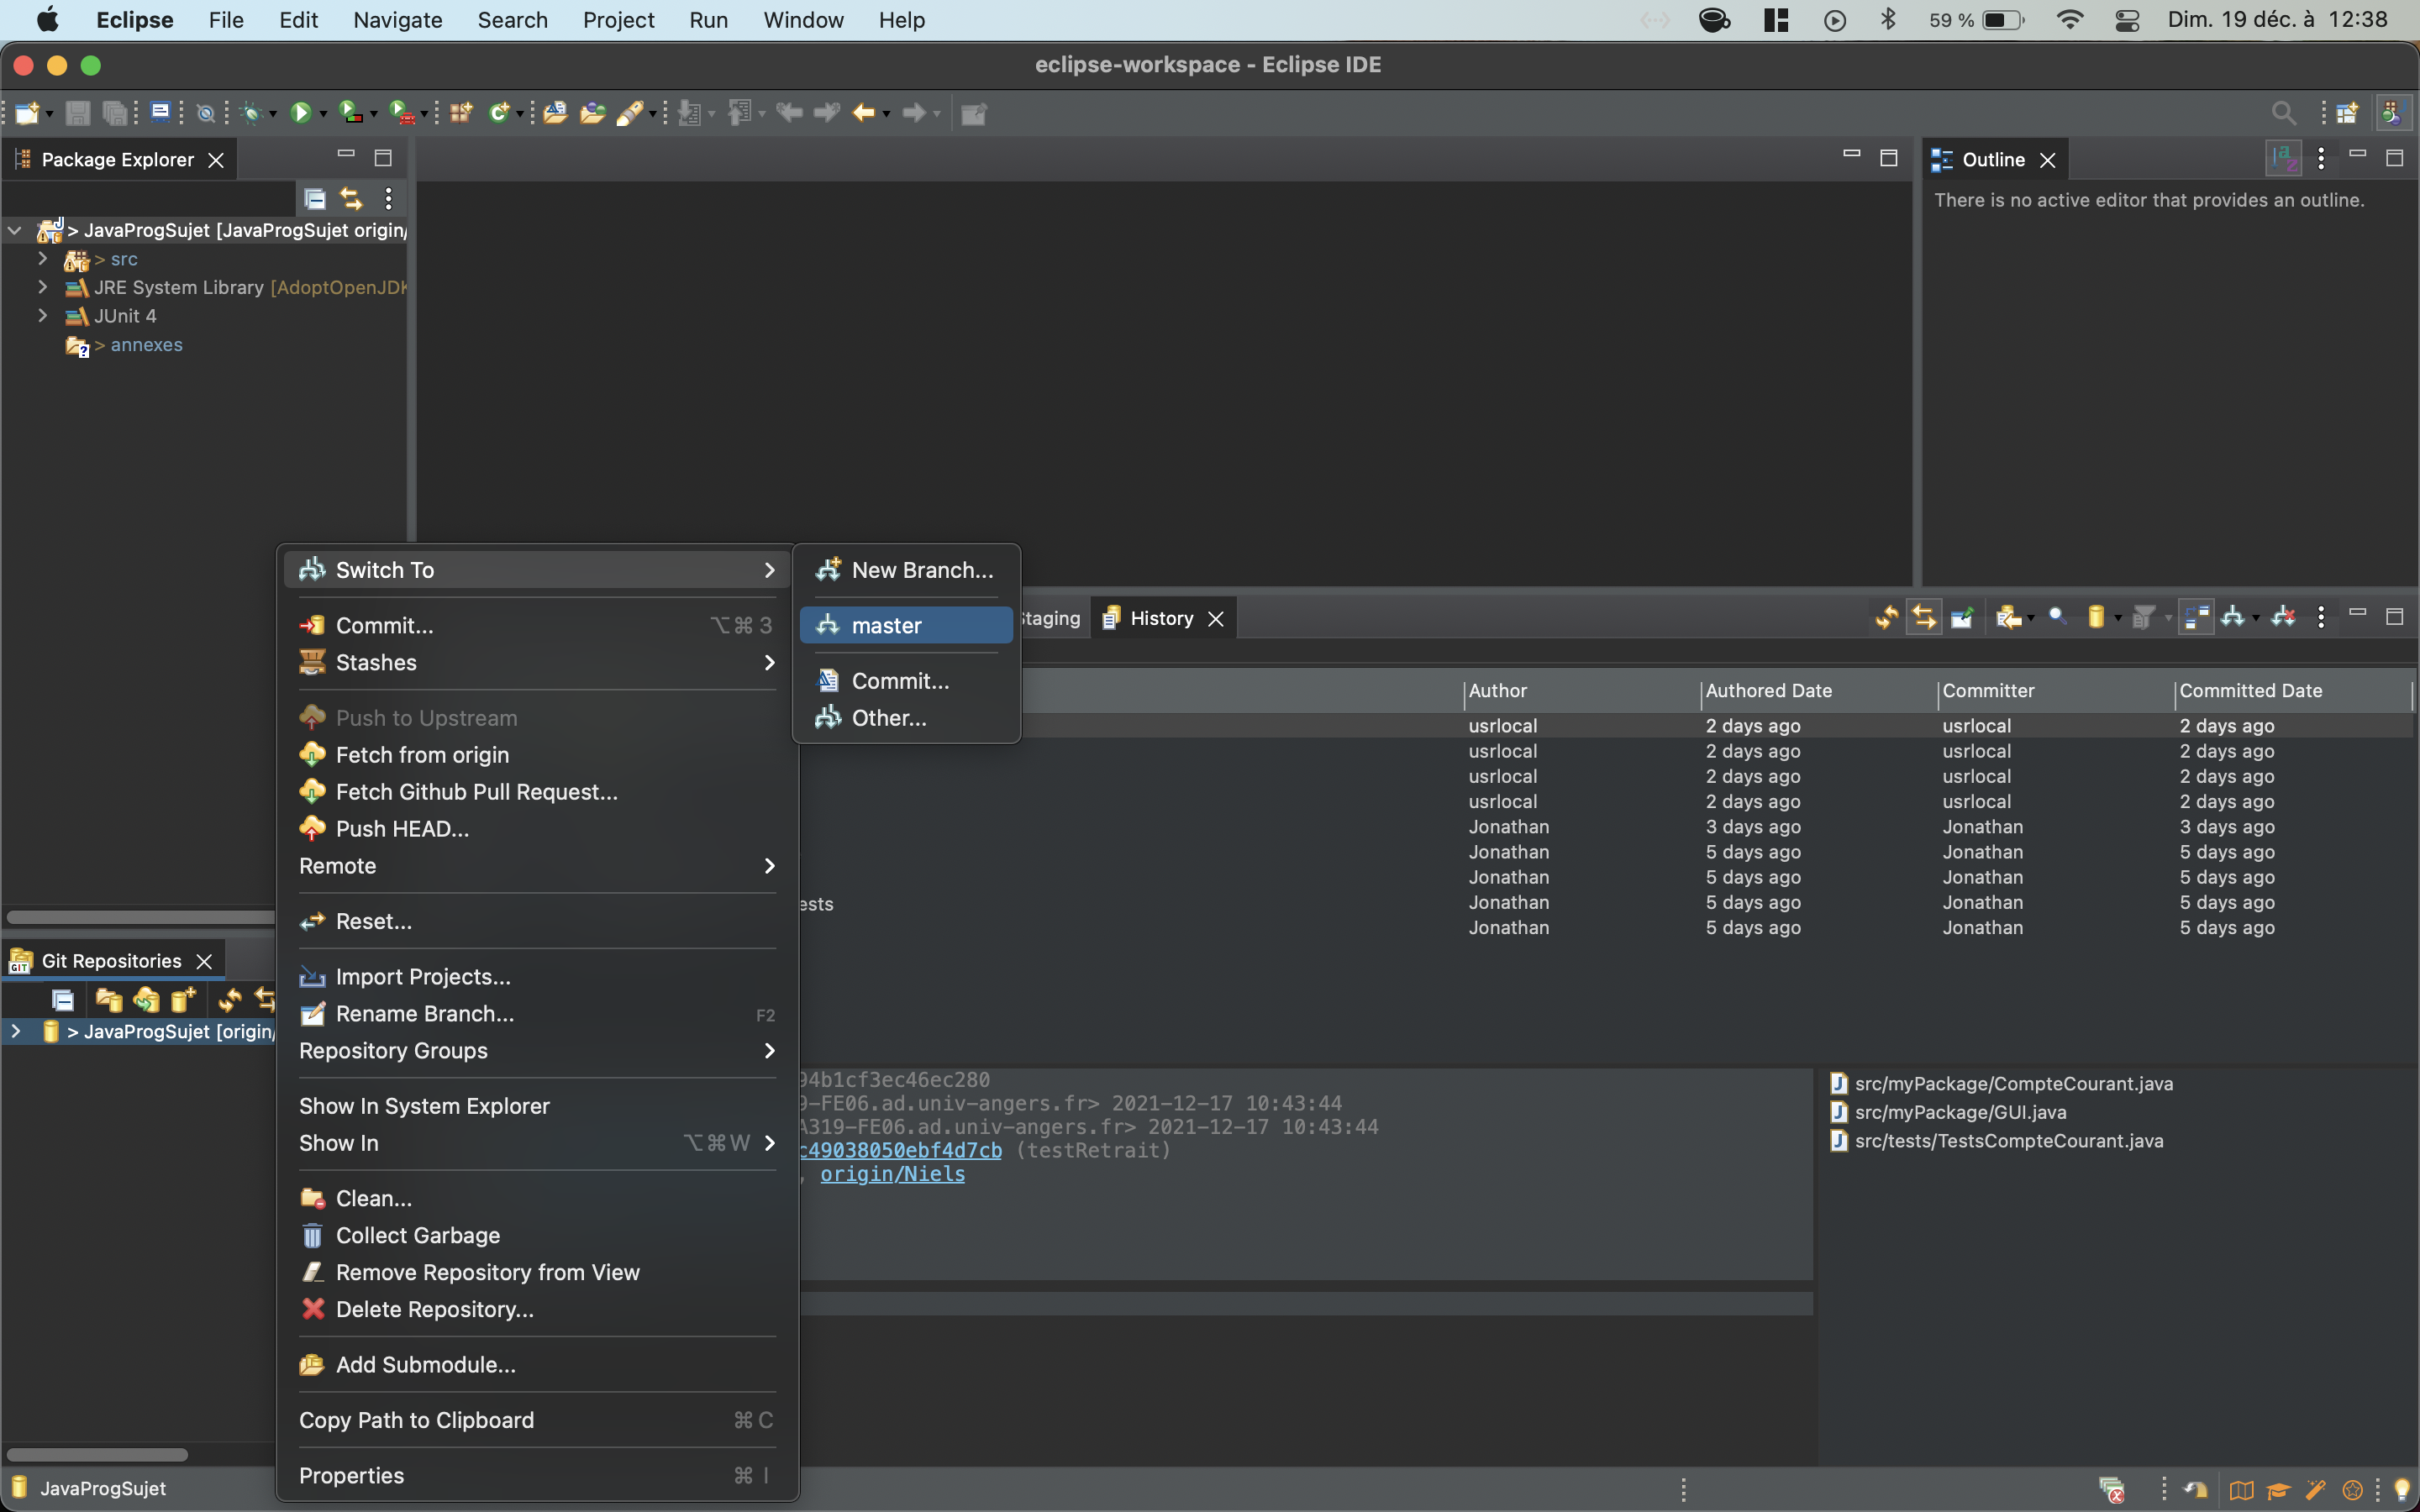 Eclipse File Edit Navigate Search Project Run Window Help 59 % Dim. 19 déc. à 12:38
eclipse-workspace - Eclipse IDE
Package Explorer
Outline
There is no active editor that provides an outline.
> JavaProgSujet [JavaProgSujet origin/
> src
JRE System Library [AdoptOpenJDK
JUnit 4
> annexes
Switch To
Commit... ⌥⌘ 3
Stashes
Push to Upstream
Fetch from origin
Fetch Github Pull Request...
Push HEAD...
Remote
Reset...
Import Projects...
Rename Branch... F2
Repository Groups
Show In System Explorer
Show In ⌥⌘W
Clean...
Collect Garbage
Remove Repository from View
Delete Repository...
Add Submodule...
Copy Path to Clipboard ⌘ C
Properties ⌘ I
New Branch...
master
Commit...
Other...
Staging
History
Author Authored Date Committer Committed Date
usrlocal 2 days ago usrlocal 2 days ago
usrlocal 2 days ago usrlocal 2 days ago
usrlocal 2 days ago usrlocal 2 days ago
usrlocal 2 days ago usrlocal 2 days ago
Jonathan 3 days ago Jonathan 3 days ago
Jonathan 5 days ago Jonathan 5 days ago
Jonathan 5 days ago Jonathan 5 days ago
ests Jonathan 5 days ago Jonathan 5 days ago
Jonathan 5 days ago Jonathan 5 days ago
GIT Git Repositories
> JavaProgSujet [origin/
94b1cf3ec46ec280
9-FE06.ad.univ-angers.fr> 2021-12-17 10:43:44
A319-FE06.ad.univ-angers.fr> 2021-12-17 10:43:44
c49038050ebf4d7cb (testRetrait)
, origin/Niels
src/myPackage/CompteCourant.java
src/myPackage/GUI.java
src/tests/TestsCompteCourant.java
JavaProgSujet